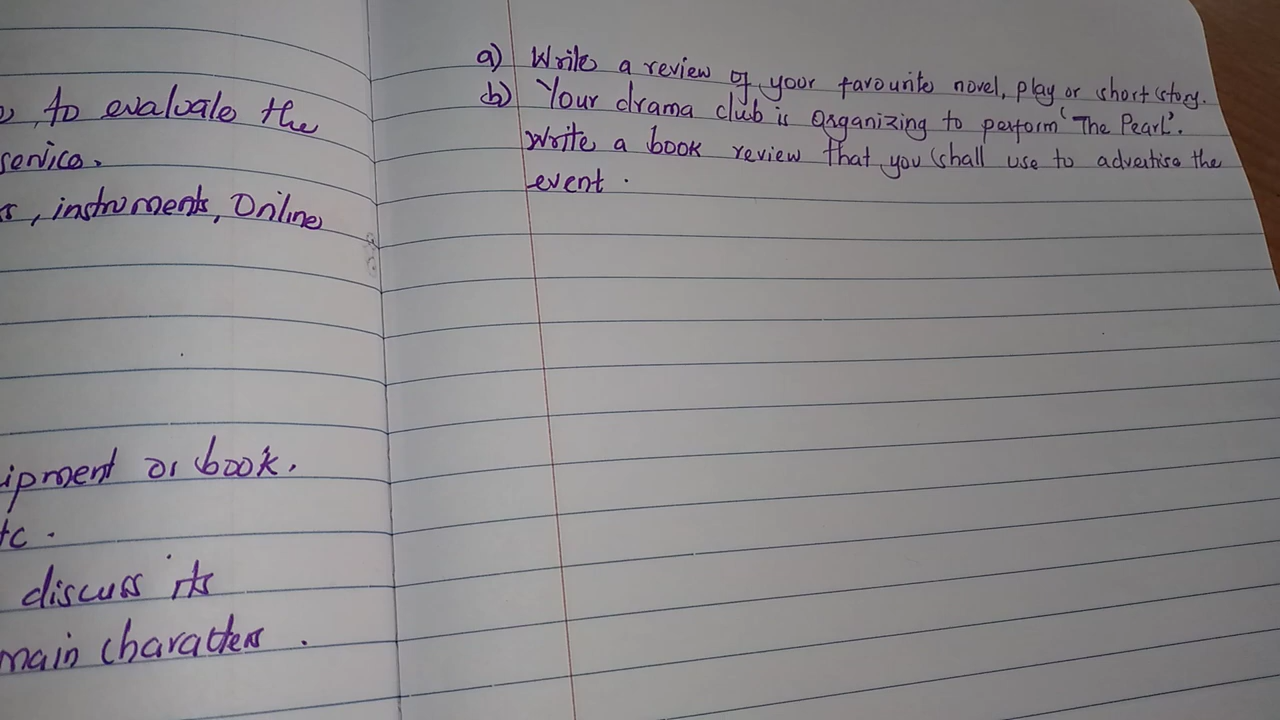 to evaluate the
service.
, instruments, Online
ipment or book.
tc.
discuss its
main characters.
a) Write a review of your favourite novel, play or short story.
b) Your drama club is organizing to perform 'The Pearl'.
Write a book review that you shall use to advertise the
event.